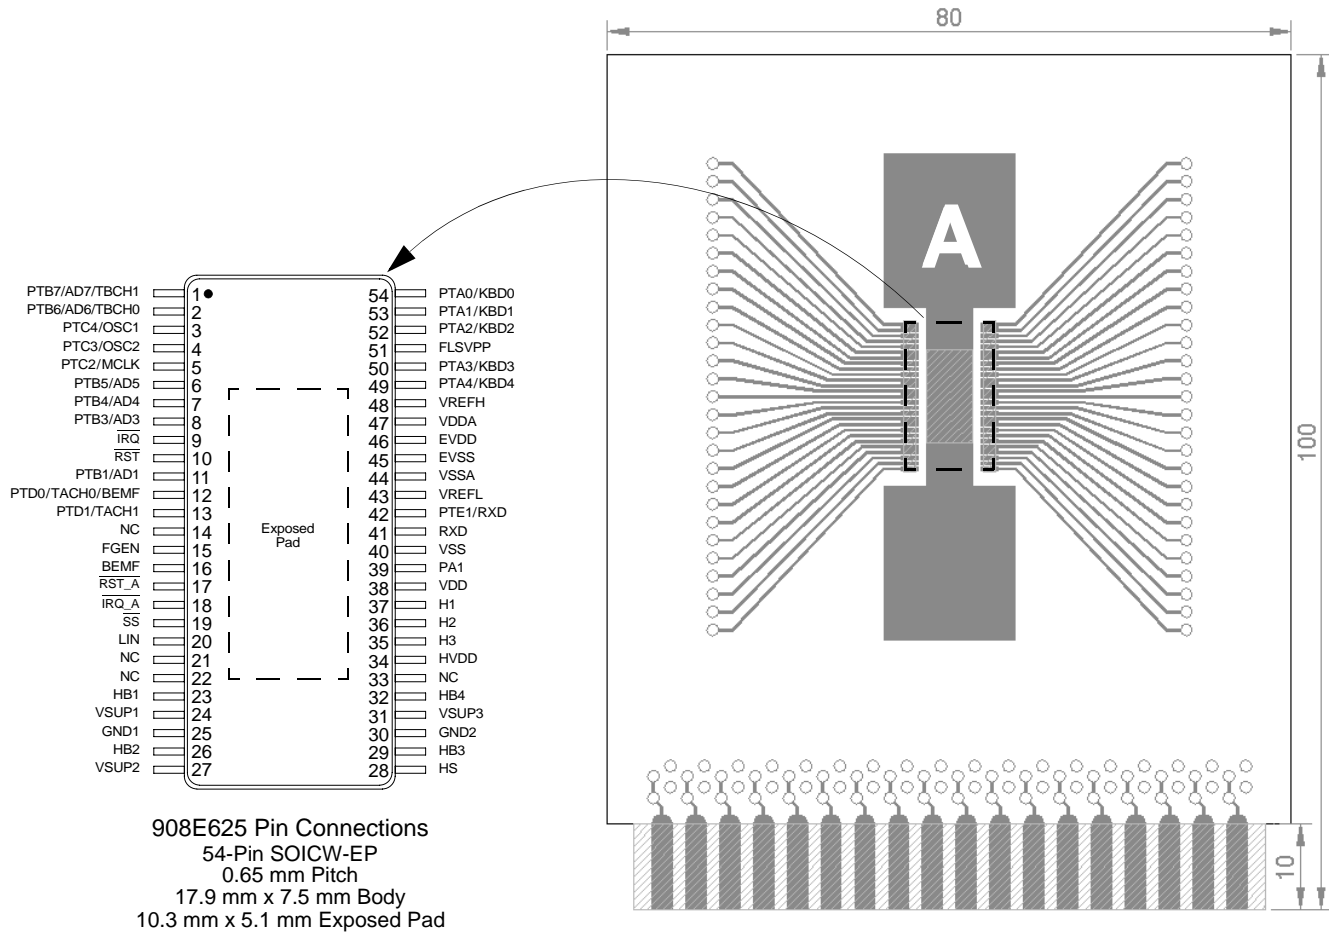 80
A
100
10
PTB7/AD7/TBCH1 1 54 PTA0/KBD0
PTB6/AD6/TBCH0 2 53 PTA1/KBD1
PTC4/OSC1 3 52 PTA2/KBD2
PTC3/OSC2 4 51 FLSVPP
PTC2/MCLK 5 50 PTA3/KBD3
PTB5/AD5 6 49 PTA4/KBD4
PTB4/AD4 7 48 VREFH
PTB3/AD3 8 47 VDDA
IRQ 9 46 EVDD
RST 10 45 EVSS
PTB1/AD1 11 44 VSSA
PTD0/TACH0/BEMF 12 43 VREFL
PTD1/TACH1 13 42 PTE1/RXD
NC 14 41 RXD
FGEN 15 40 VSS
BEMF 16 39 PA1
RST_A 17 38 VDD
IRQ_A 18 37 H1
SS 19 36 H2
LIN 20 35 H3
NC 21 34 HVDD
NC 22 33 NC
HB1 23 32 HB4
VSUP1 24 31 VSUP3
GND1 25 30 GND2
HB2 26 29 HB3
VSUP2 27 28 HS
Exposed
Pad
908E625 Pin Connections
54-Pin SOICW-EP
0.65 mm Pitch
17.9 mm x 7.5 mm Body
10.3 mm x 5.1 mm Exposed Pad